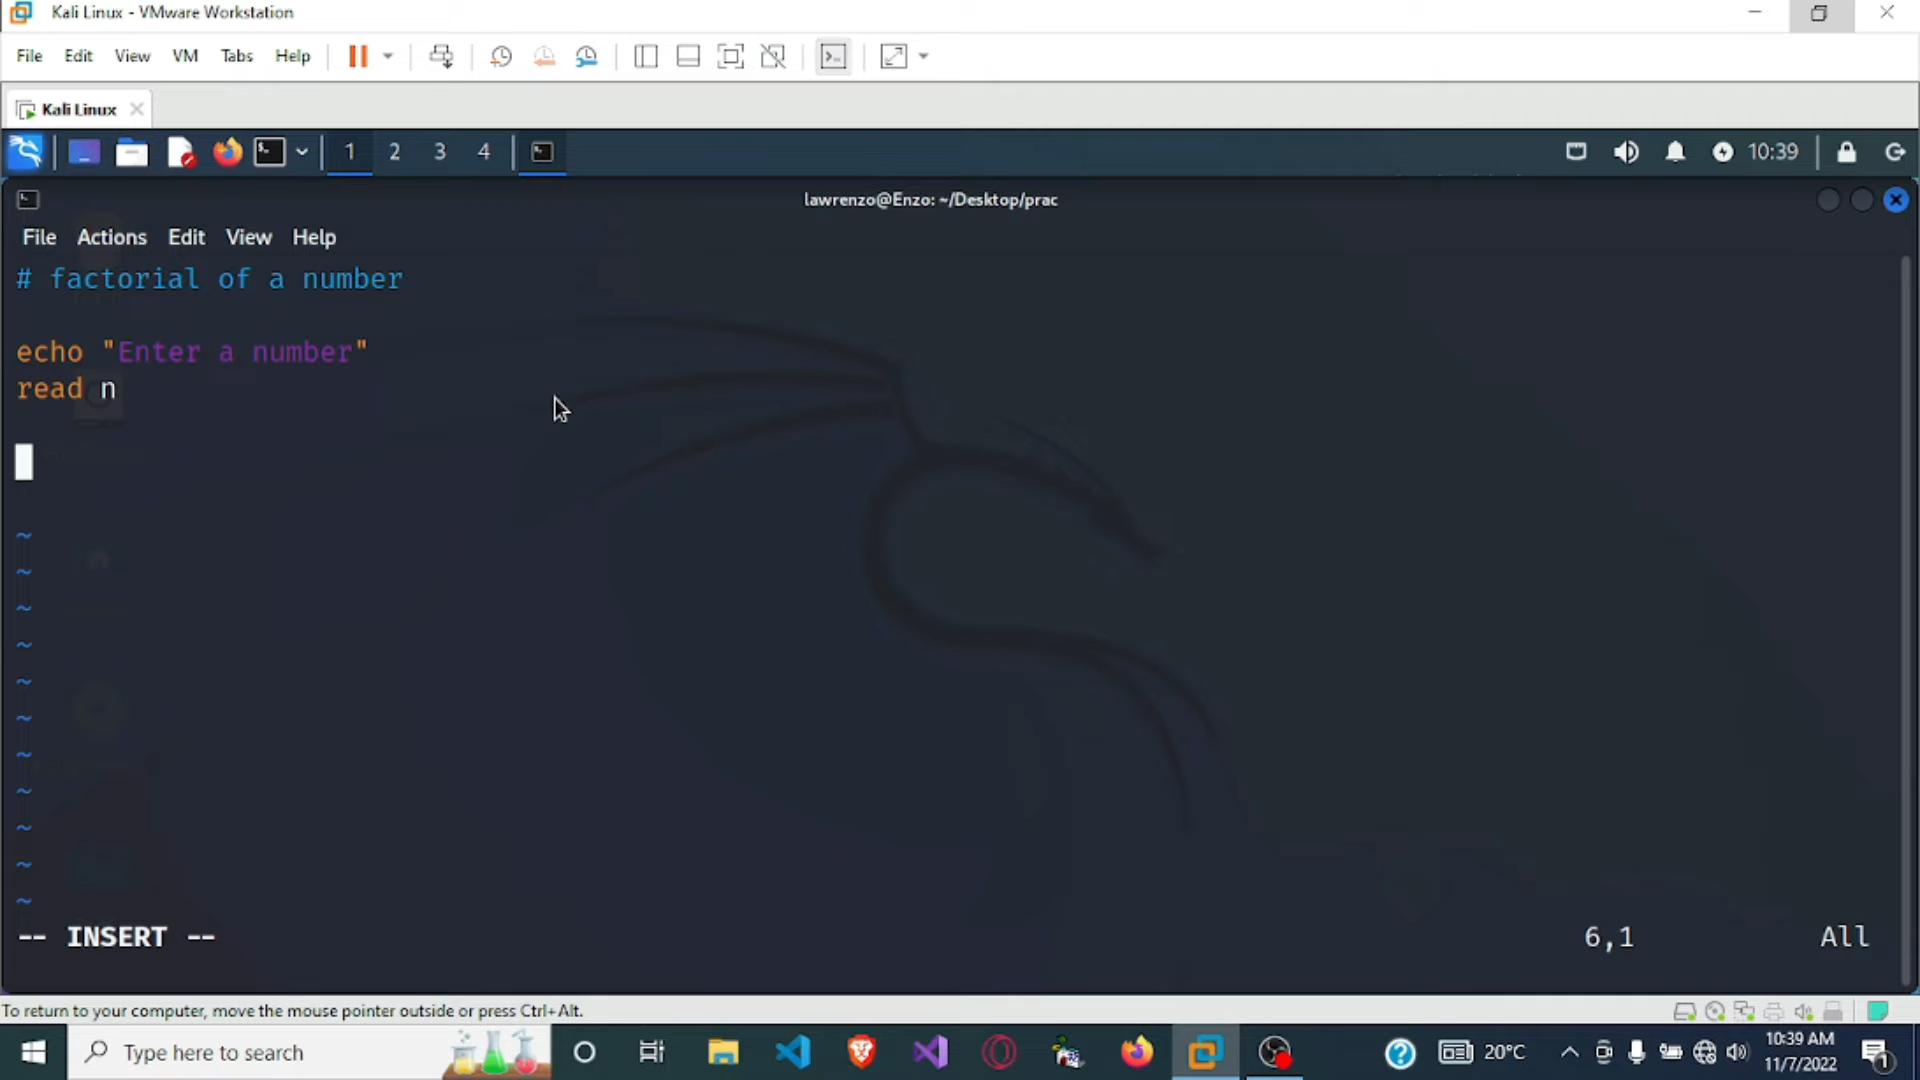 Kali Linux - VMware Workstation
File Edit View VM Tabs Help
Kali Linux
1 2 3 4 10:39
lawrenzo@Enzo: ~/Desktop/prac
File Actions Edit View Help
# factorial of a number
echo "Enter a number"
read n
~
~
~
~
~
~
~
~
~
~
~
-- INSERT -- 6,1 All
To return to your computer, move the mouse pointer outside or press Ctrl+Alt.
Type here to search
20°C
10:39 AM
11/7/2022
1